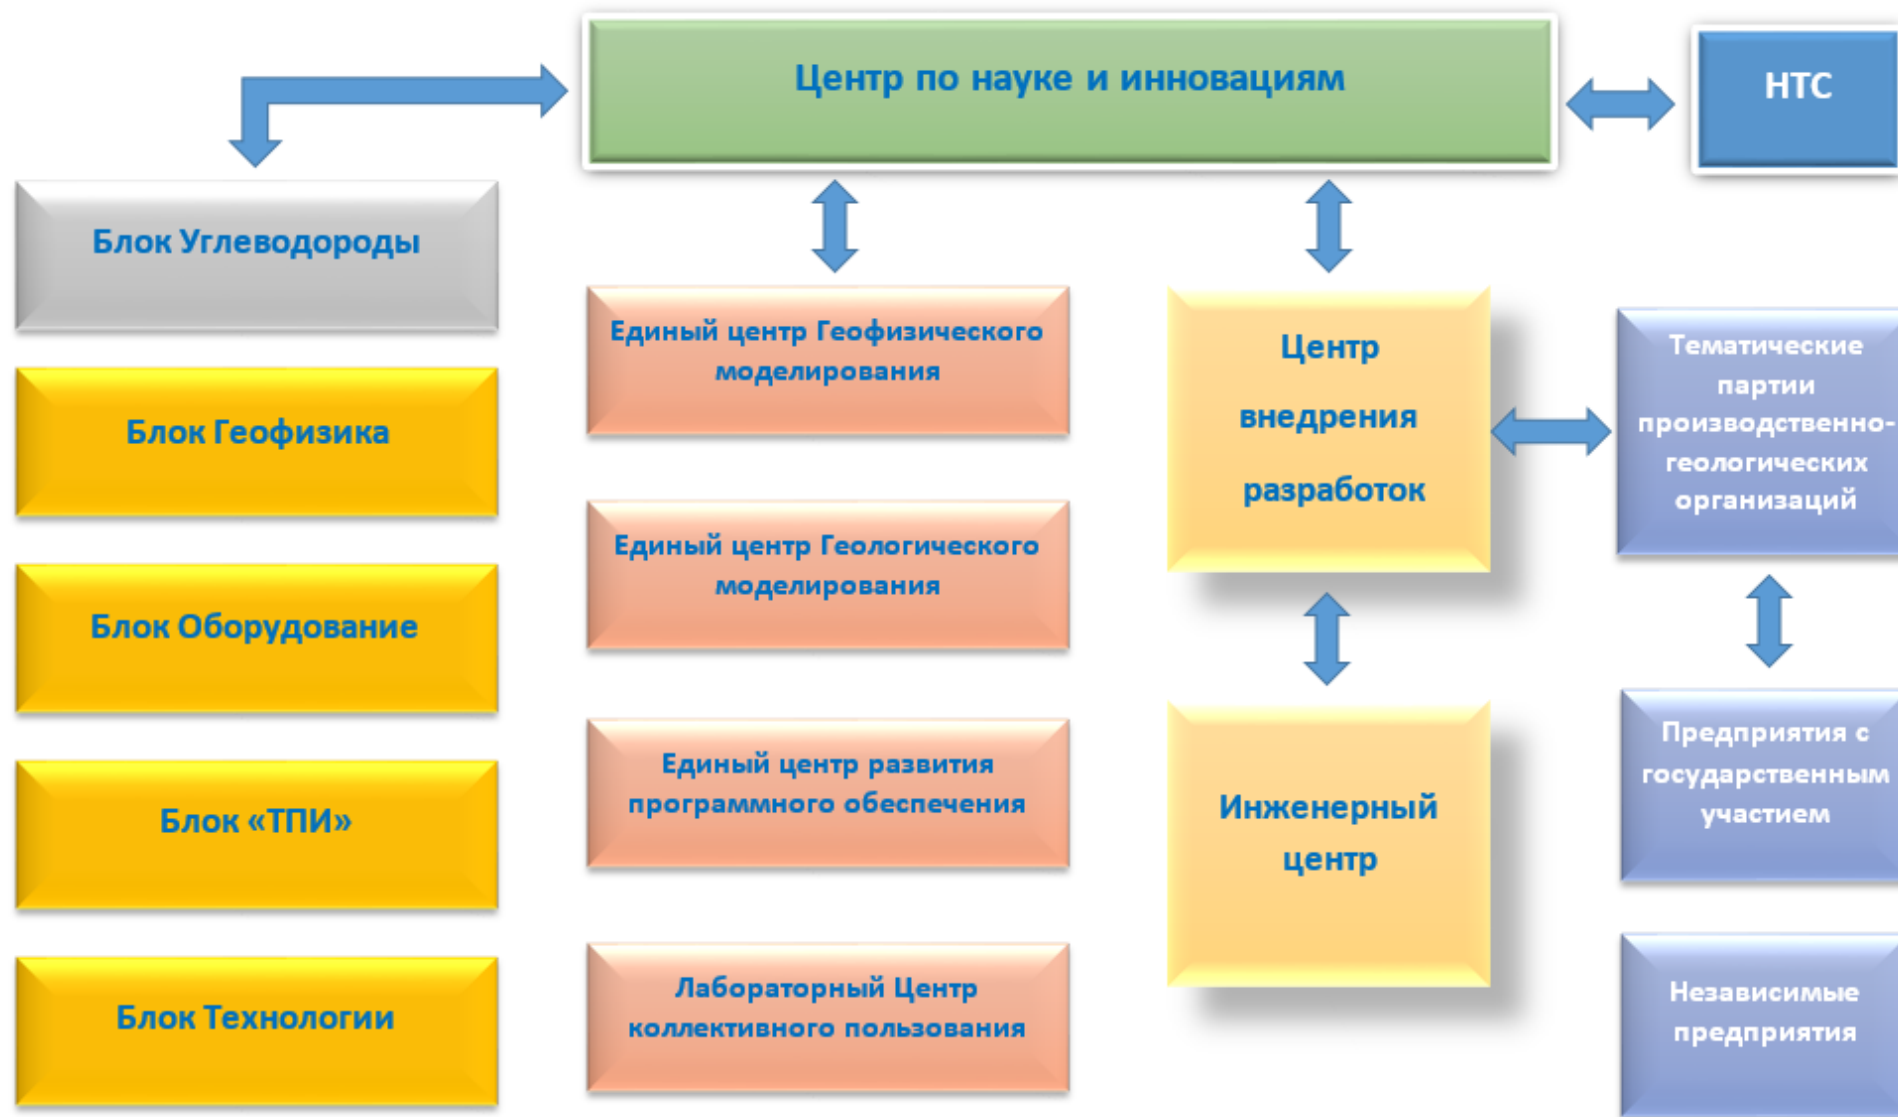 Центр по науке и инновациям
НТС
Блок Углеводороды
Блок Геофизика
Блок Оборудование
Блок «ТПИ»
Блок Технологии
Единый центр Геофизического
моделирования
Единый центр Геологического
моделирования
Единый центр развития
программного обеспечения
Лабораторный Центр
коллективного пользования
Центр
внедрения
разработок
Инженерный
центр
Тематические
партии
производственно-
геологических
организаций
Предприятия с
государственным
участием
Независимые
предприятия